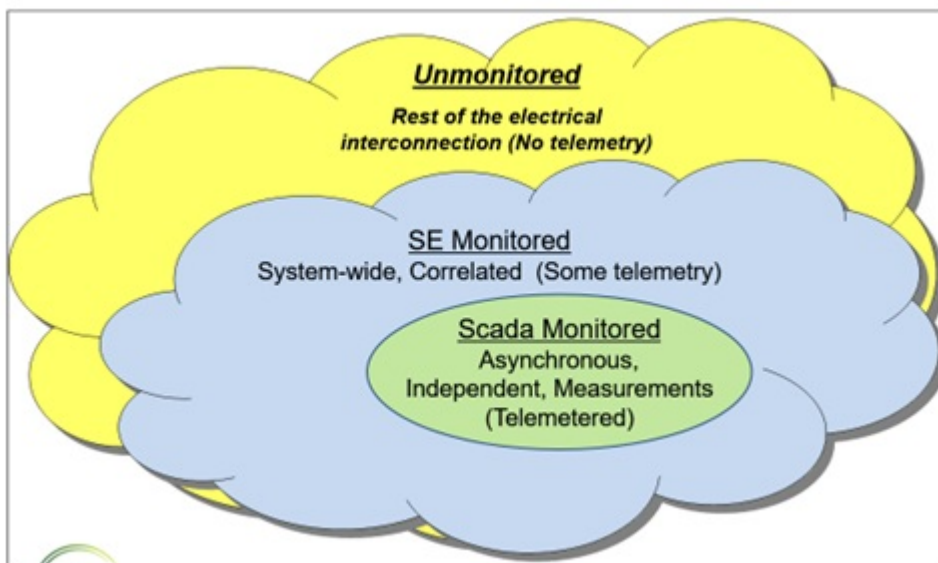 Unmonitored
Rest of the electrical
interconnection (No telemetry)
SE Monitored
System-wide, Correlated (Some telemetry)
Scada Monitored
Asynchronous,
Independent, Measurements
(Telemetered)